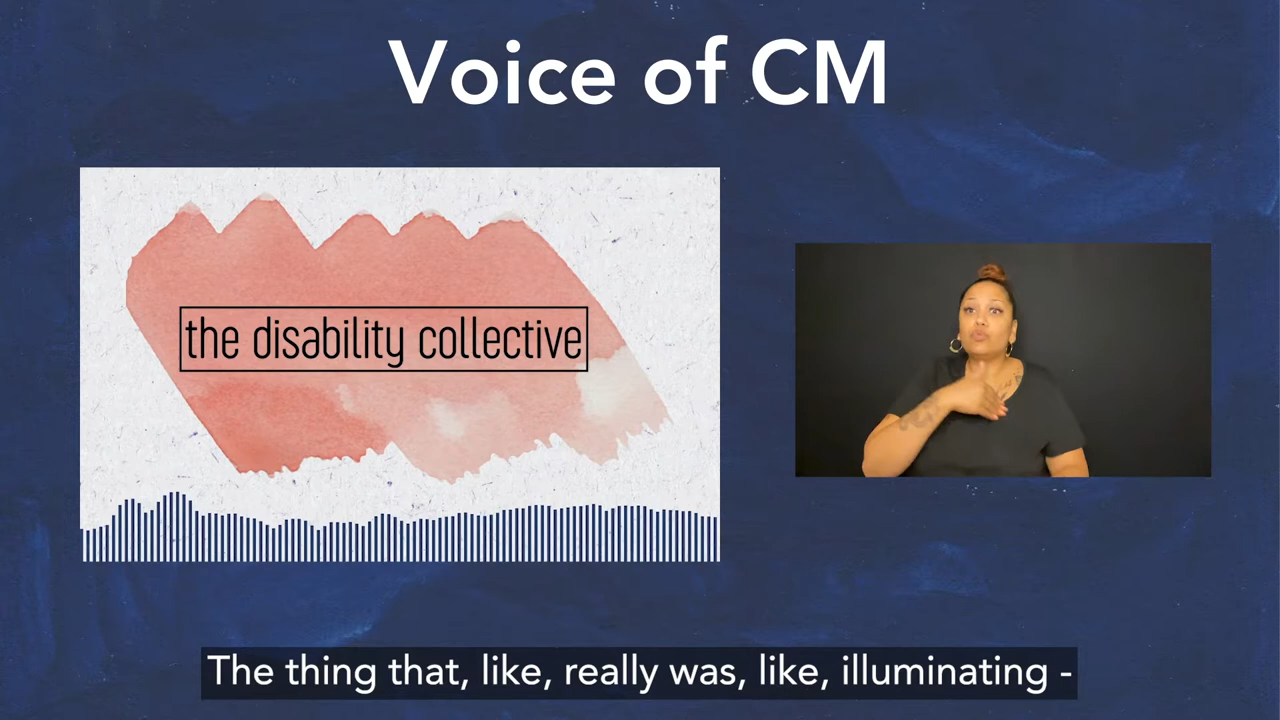 Voice of CM
the disability collective
The thing that, like, really was, like, illuminating -